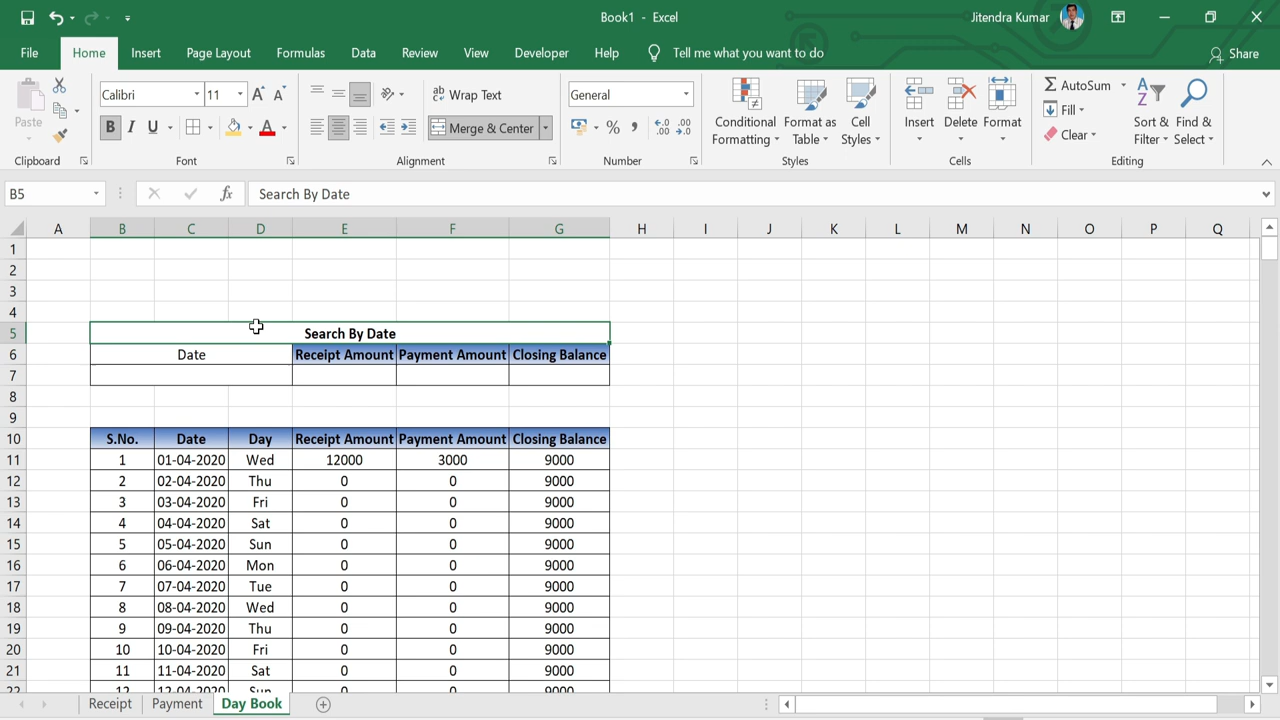 Book1 - Excel
Jitendra Kumar
File Home Insert Page Layout Formulas Data Review View Developer Help Tell me what you want to do Share
Paste
Calibri 11
B I U A
Wrap Text
Merge & Center
General
% ,
Conditional Formatting
Format as Table
Cell Styles
Insert Delete Format
AutoSum
Fill
Clear
Sort & Filter
Find & Select
Clipboard Font Alignment Number Styles Cells Editing
B5 fx Search By Date
A B C D E F G H I J K L M N O P Q
1
2
3
4
5 Search By Date
6 Date Receipt Amount Payment Amount Closing Balance
7
8
9
10 S.No. Date Day Receipt Amount Payment Amount Closing Balance
11 1 01-04-2020 Wed 12000 3000 9000
12 2 02-04-2020 Thu 0 0 9000
13 3 03-04-2020 Fri 0 0 9000
14 4 04-04-2020 Sat 0 0 9000
15 5 05-04-2020 Sun 0 0 9000
16 6 06-04-2020 Mon 0 0 9000
17 7 07-04-2020 Tue 0 0 9000
18 8 08-04-2020 Wed 0 0 9000
19 9 09-04-2020 Thu 0 0 9000
20 10 10-04-2020 Fri 0 0 9000
21 11 11-04-2020 Sat 0 0 9000
22 12 12-04-2020 Sun 0 0 9000
Receipt Payment Day Book